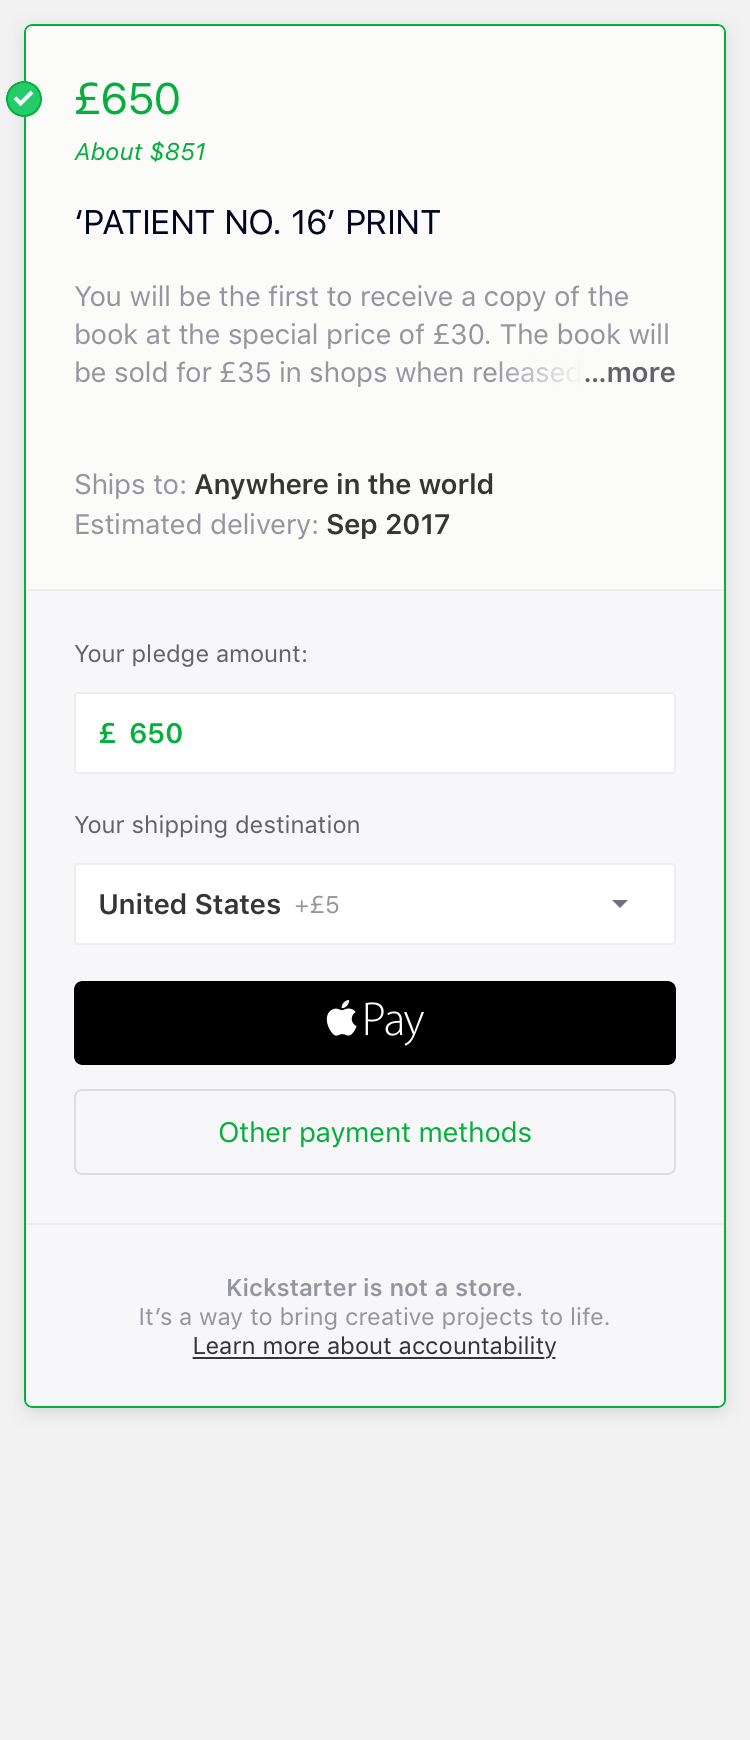 £650
About $851
‘PATIENT NO. 16’ PRINT
You will be the first to receive a copy of the
book at the special price of £30. The book will
be sold for £35 in shops when released...more
Ships to: Anywhere in the world
Estimated delivery: Sep 2017
Your pledge amount:
£ 650
Your shipping destination
United States +£5
Pay
Other payment methods
Kickstarter is not a store.
It’s a way to bring creative projects to life.
Learn more about accountability